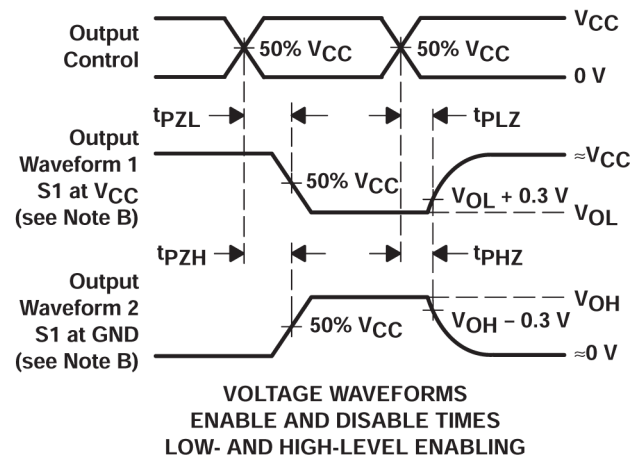 Output
Control
50% VCC
50% VCC
VCC
0 V
tPZL
tPLZ
Output
Waveform 1
S1 at VCC
(see Note B)
50% VCC
≈VCC
VOL + 0.3 V
VOL
tPZH
tPHZ
Output
Waveform 2
S1 at GND
(see Note B)
50% VCC
VOH
VOH − 0.3 V
≈0 V
VOLTAGE WAVEFORMS
ENABLE AND DISABLE TIMES
LOW- AND HIGH-LEVEL ENABLING